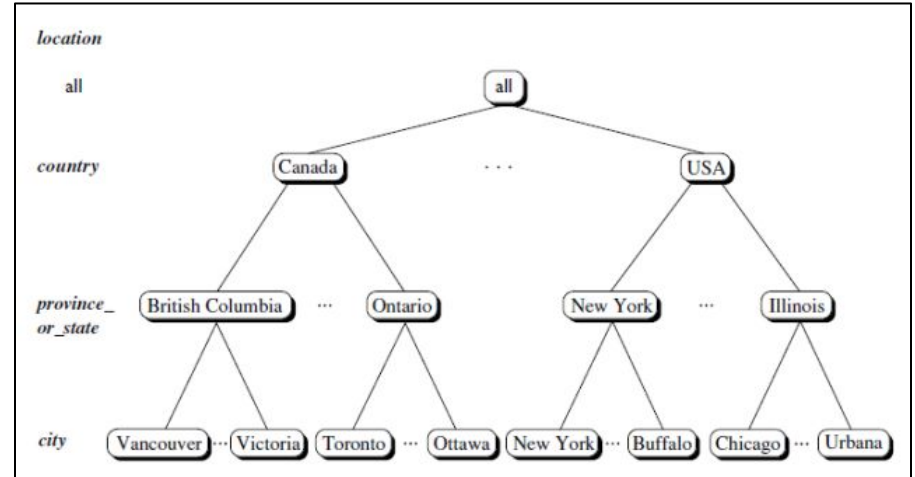 location
all all
country Canada . . . USA
province_ British Columbia ... Ontario New York ... Illinois
or_state
city Vancouver ... Victoria Toronto ... Ottawa New York ... Buffalo Chicago ... Urbana